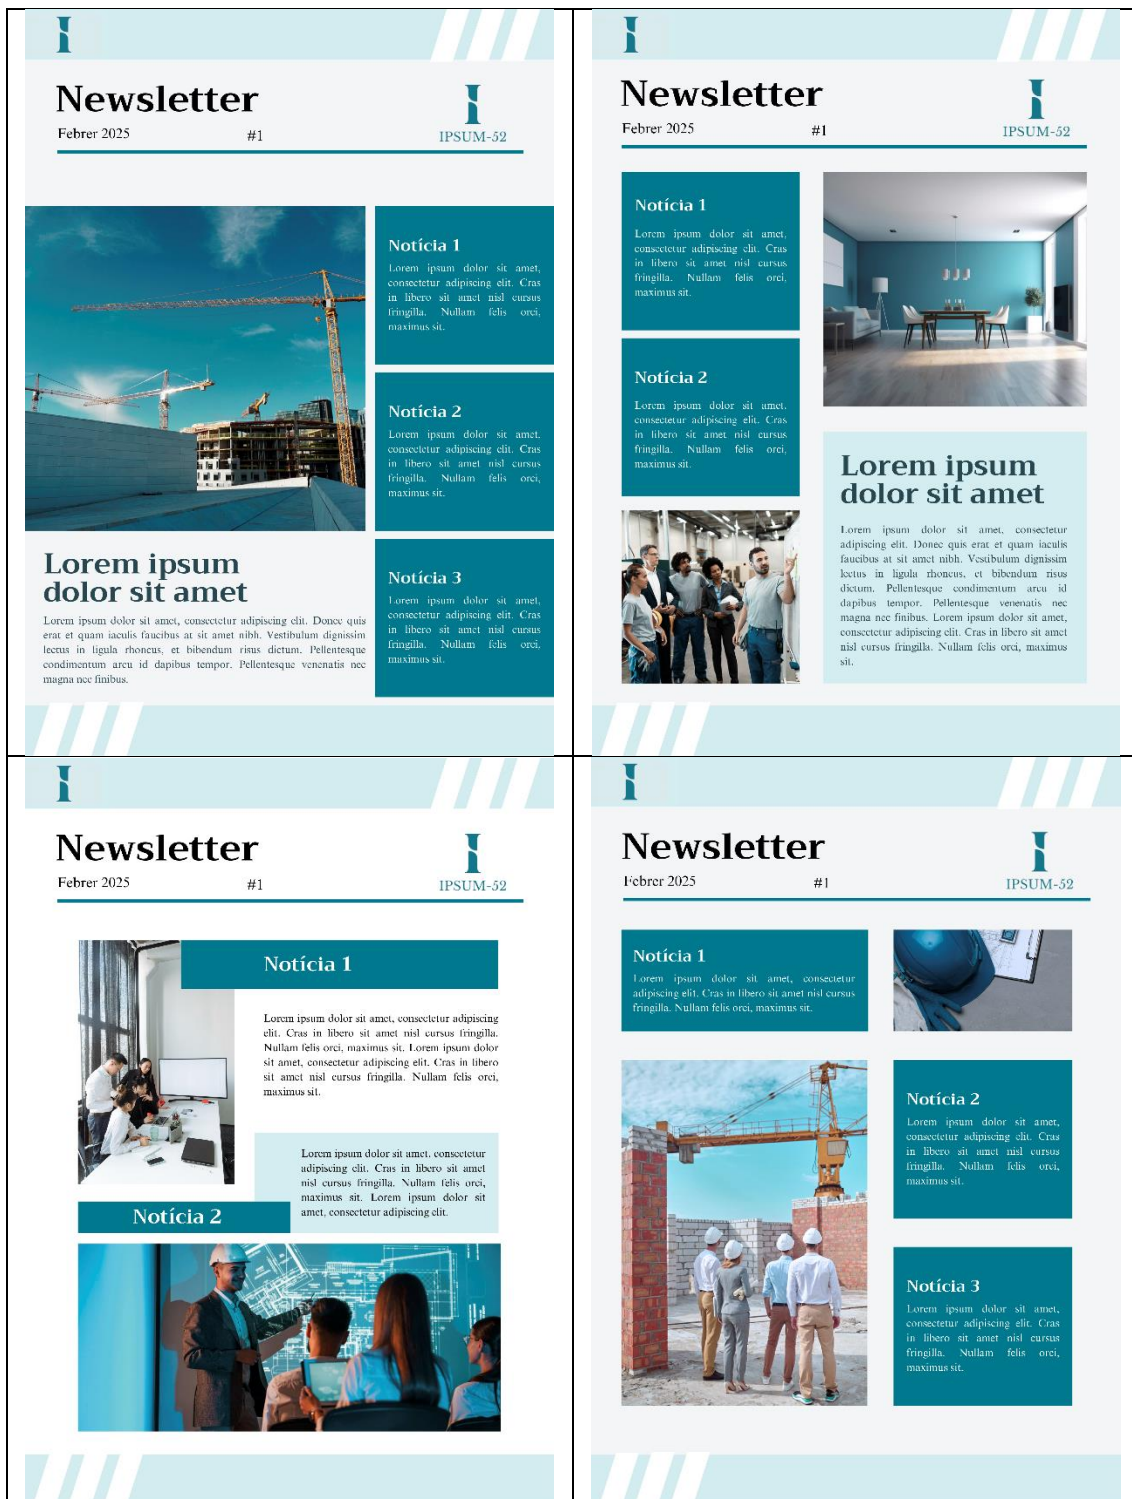 Newsletter
Febrer 2025
#1
IPSUM-52
Notícia 1
Lorem ipsum dolor sit amet,
consectetur adipiscing elit. Cras
in libero sit amet nisl cursus
fringilla. Nullam felis orci,
maximus sit.
Notícia 2
Lorem ipsum dolor sit amet,
consectetur adipiscing elit. Cras
in libero sit amet nisl cursus
fringilla. Nullam felis orci,
maximus sit.
Notícia 3
Lorem ipsum dolor sit amet,
consectetur adipiscing elit. Cras
in libero sit amet nisl cursus
fringilla. Nullam felis orci,
maximus sit.
Lorem ipsum
dolor sit amet
Lorem ipsum dolor sit amet, consectetur adipiscing elit. Donec quis
erat et quam iaculis faucibus at sit amet nibh. Vestibulum dignissim
lectus in ligula rhoncus, et bibendum risus dictum. Pellentesque
condimentum arcu id dapibus tempor. Pellentesque venenatis nec
magna nec finibus.
Newsletter
Febrer 2025
#1
IPSUM-52
Notícia 1
Lorem ipsum dolor sit amet,
consectetur adipiscing elit. Cras
in libero sit amet nisl cursus
fringilla. Nullam felis orci,
maximus sit.
Notícia 2
Lorem ipsum dolor sit amet,
consectetur adipiscing elit. Cras
in libero sit amet nisl cursus
fringilla. Nullam felis orci,
maximus sit.
Lorem ipsum
dolor sit amet
Lorem ipsum dolor sit amet, consectetur
adipiscing elit. Donec quis erat et quam iaculis
faucibus at sit amet nibh. Vestibulum dignissim
lectus in ligula rhoncus, et bibendum risus
dictum. Pellentesque condimentum arcu id
dapibus tempor. Pellentesque venenatis nec
magna nec finibus. Lorem ipsum dolor sit amet,
consectetur adipiscing elit. Cras in libero sit amet
nisl cursus fringilla. Nullam felis orci, maximus
sit.
Newsletter
Febrer 2025
#1
IPSUM-52
Notícia 1
Lorem ipsum dolor sit amet, consectetur adipiscing
elit. Cras in libero sit amet nisl cursus fringilla.
Nullam felis orci, maximus sit. Lorem ipsum dolor
sit amet, consectetur adipiscing elit. Cras in libero
sit amet nisl cursus fringilla. Nullam felis orci,
maximus sit.
Lorem ipsum dolor sit amet, consectetur
adipiscing elit. Cras in libero sit amet
nisl cursus fringilla. Nullam felis orci,
maximus sit. Lorem ipsum dolor sit
amet, consectetur adipiscing elit.
Notícia 2
Newsletter
Febrer 2025
#1
IPSUM-52
Notícia 1
Lorem ipsum dolor sit amet, consectetur
adipiscing elit. Cras in libero sit amet nisl cursus
fringilla. Nullam felis orci, maximus sit.
Notícia 2
Lorem ipsum dolor sit amet,
consectetur adipiscing elit. Cras
in libero sit amet nisl cursus
fringilla. Nullam felis orci,
maximus sit.
Notícia 3
Lorem ipsum dolor sit amet,
consectetur adipiscing elit. Cras
in libero sit amet nisl cursus
fringilla. Nullam felis orci,
maximus sit.